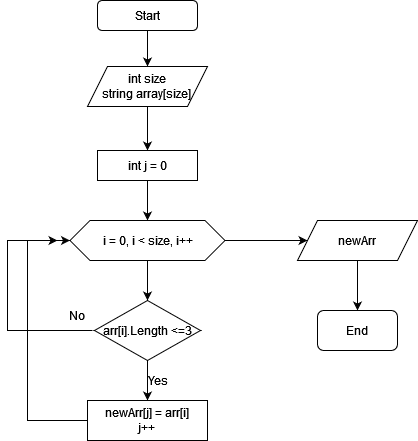 Start
int size
string array[size]
int j = 0
i = 0, i < size, i++
newArr
No
arr[i].Length <=3
End
Yes
newArr[j] = arr[i]
j++